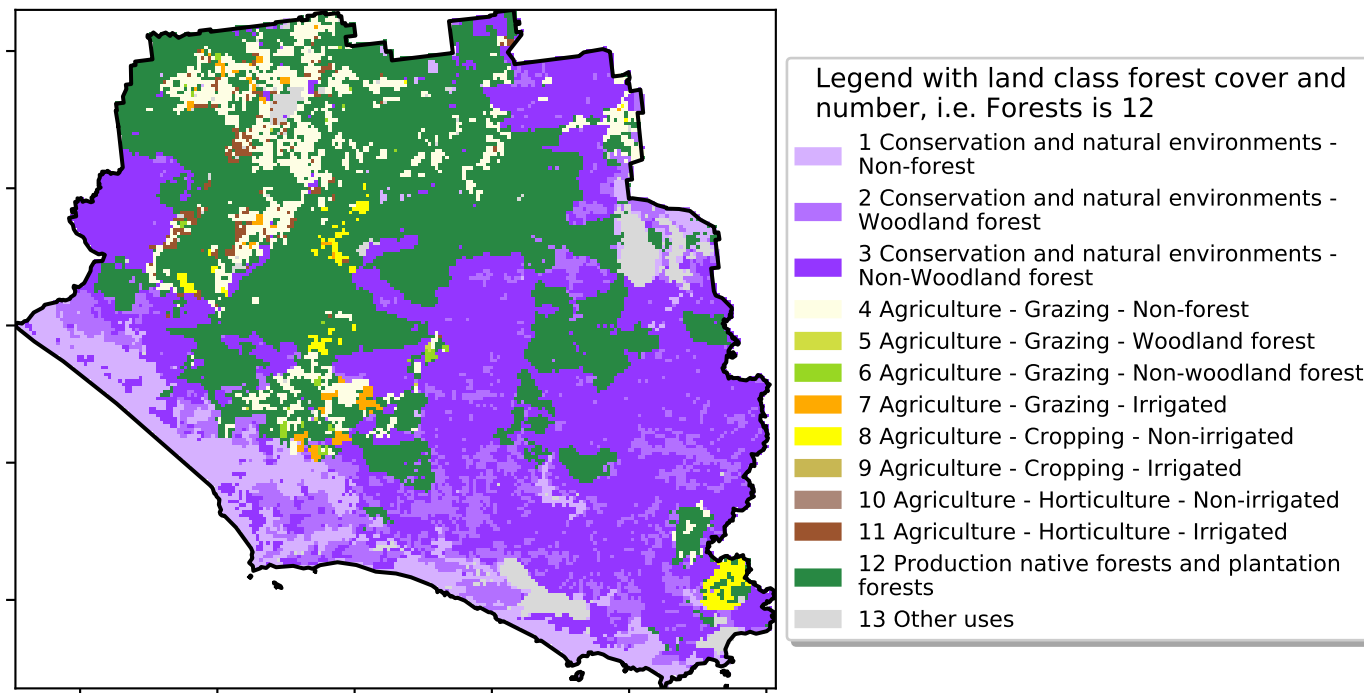 Legend with land class forest cover and
number, i.e. Forests is 12
1 Conservation and natural environments -
Non-forest
2 Conservation and natural environments -
Woodland forest
3 Conservation and natural environments -
Non-Woodland forest
4 Agriculture - Grazing - Non-forest
5 Agriculture - Grazing - Woodland forest
6 Agriculture - Grazing - Non-woodland forest
7 Agriculture - Grazing - Irrigated
8 Agriculture - Cropping - Non-irrigated
9 Agriculture - Cropping - Irrigated
10 Agriculture - Horticulture - Non-irrigated
11 Agriculture - Horticulture - Irrigated
12 Production native forests and plantation
forests
13 Other uses